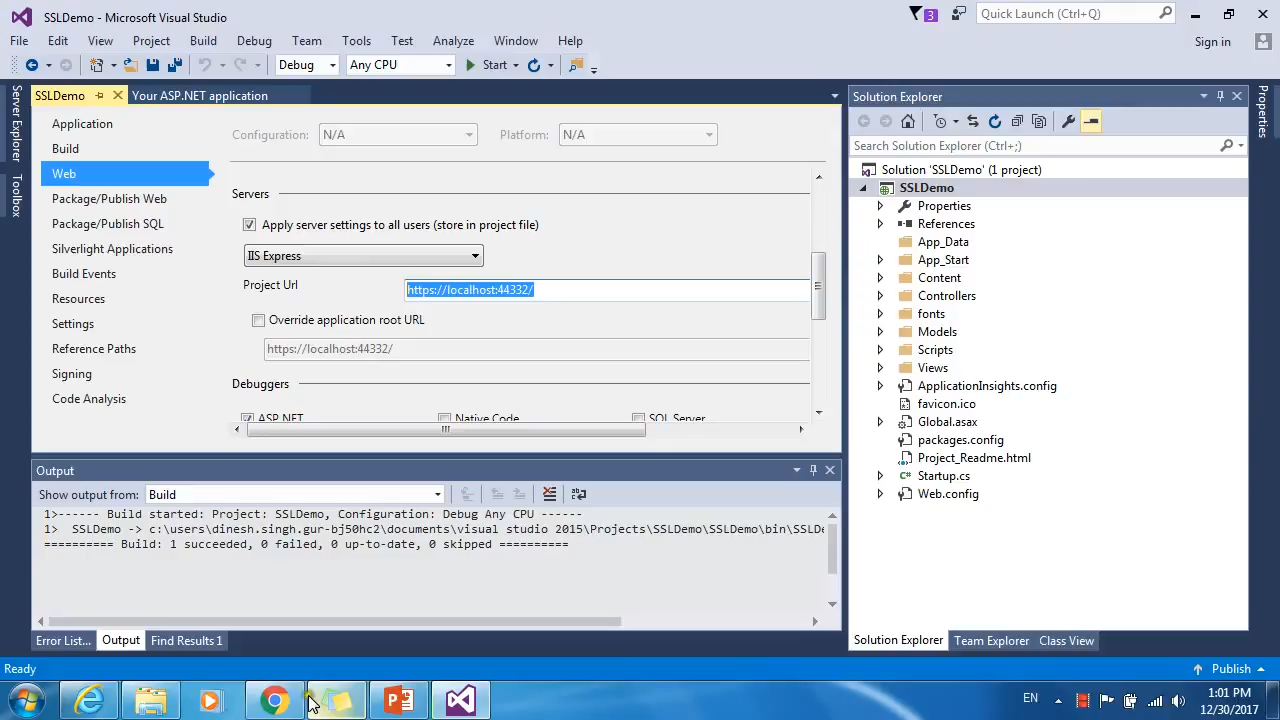 SSLDemo - Microsoft Visual Studio
3
Quick Launch (Ctrl+Q)
File Edit View Project Build Debug Team Tools Test Analyze Window Help
Sign in
Debug Any CPU Start
Server Explorer
Toolbox
SSLDemo
Your ASP.NET application
Application
Build
Web
Package/Publish Web
Package/Publish SQL
Silverlight Applications
Build Events
Resources
Settings
Reference Paths
Signing
Code Analysis
Configuration: N/A Platform: N/A
Servers
Apply server settings to all users (store in project file)
IIS Express
Project Url https://localhost:44332/
Override application root URL
https://localhost:44332/
Debuggers
ASP.NET Native Code SQL Server
Output
Show output from: Build
1>------ Build started: Project: SSLDemo, Configuration: Debug Any CPU ------
1> SSLDemo -> c:\users\dinesh.singh.gur-bj50hc2\documents\visual studio 2015\Projects\SSLDemo\SSLDemo\bin\SSLDe
========== Build: 1 succeeded, 0 failed, 0 up-to-date, 0 skipped ==========
Error List... Output Find Results 1
Solution Explorer
Search Solution Explorer (Ctrl+;)
Solution 'SSLDemo' (1 project)
SSLDemo
Properties
References
App_Data
App_Start
Content
Controllers
fonts
Models
Scripts
Views
ApplicationInsights.config
favicon.ico
Global.asax
packages.config
Project_Readme.html
Startup.cs
Web.config
Solution Explorer Team Explorer Class View
Properties
Ready
Publish
EN
1:01 PM
12/30/2017